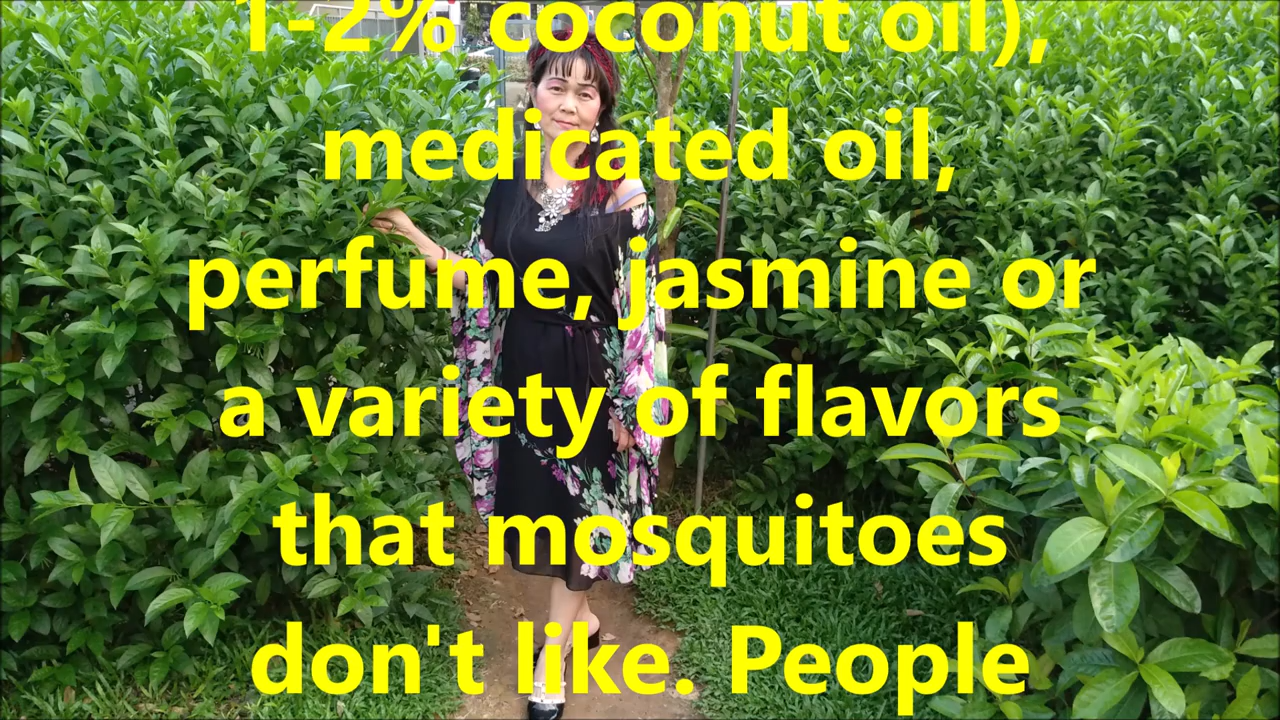 1-2% coconut oil),
medicated oil,
perfume, jasmine or
a variety of flavors
that mosquitoes
don't like. People